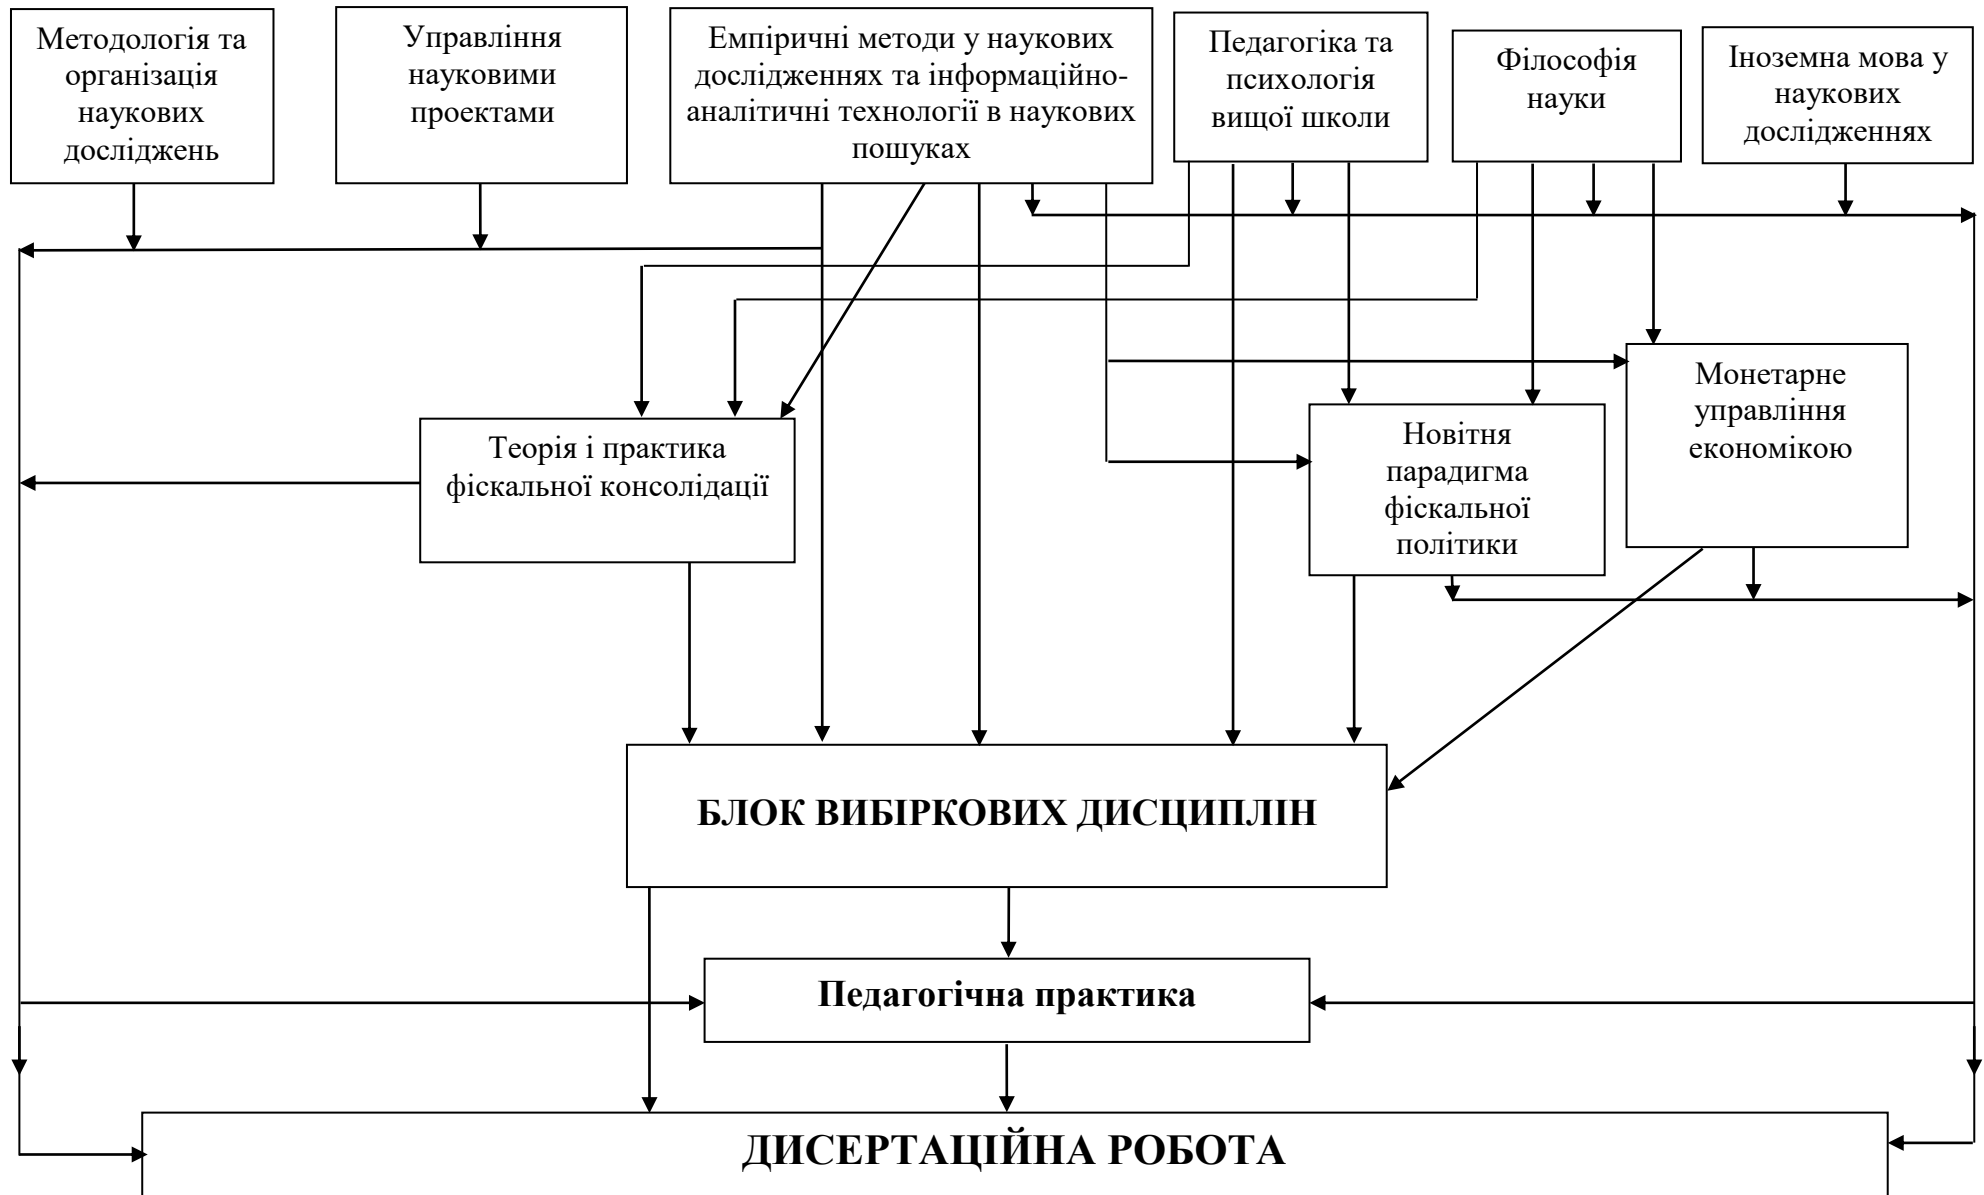 Методологія та
організація
наукових
досліджень
Управління
науковими
проектами
Емпіричні методи у наукових
дослідженнях та інформаційно-
аналітичні технології в наукових
пошуках
Педагогіка та
психологія
вищої школи
Філософія
науки
Іноземна мова у
наукових
дослідженнях
Теорія і практика
фіскальної консолідації
Новітня
парадигма
фіскальної
політики
Монетарне
управління
економікою
БЛОК ВИБІРКОВИХ ДИСЦИПЛІН
Педагогічна практика
ДИСЕРТАЦІЙНА РОБОТА